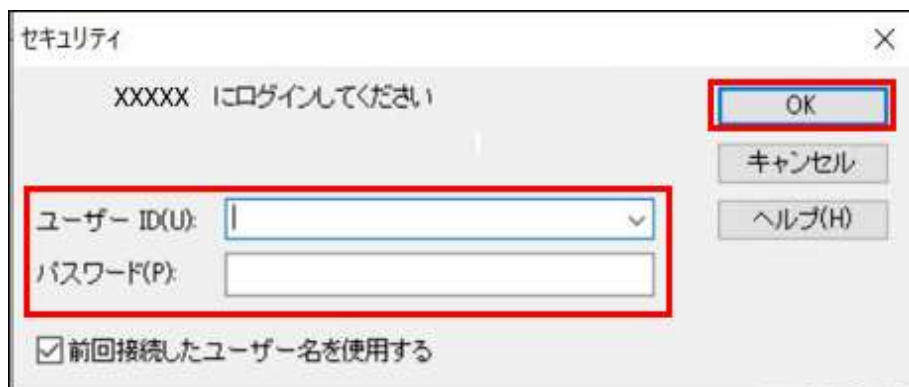 セキュリティ
XXXXX にログインしてください
OK
キャンセル
ユーザー ID(U):
ヘルプ(H)
パスワード(P):
前回接続したユーザー名を使用する